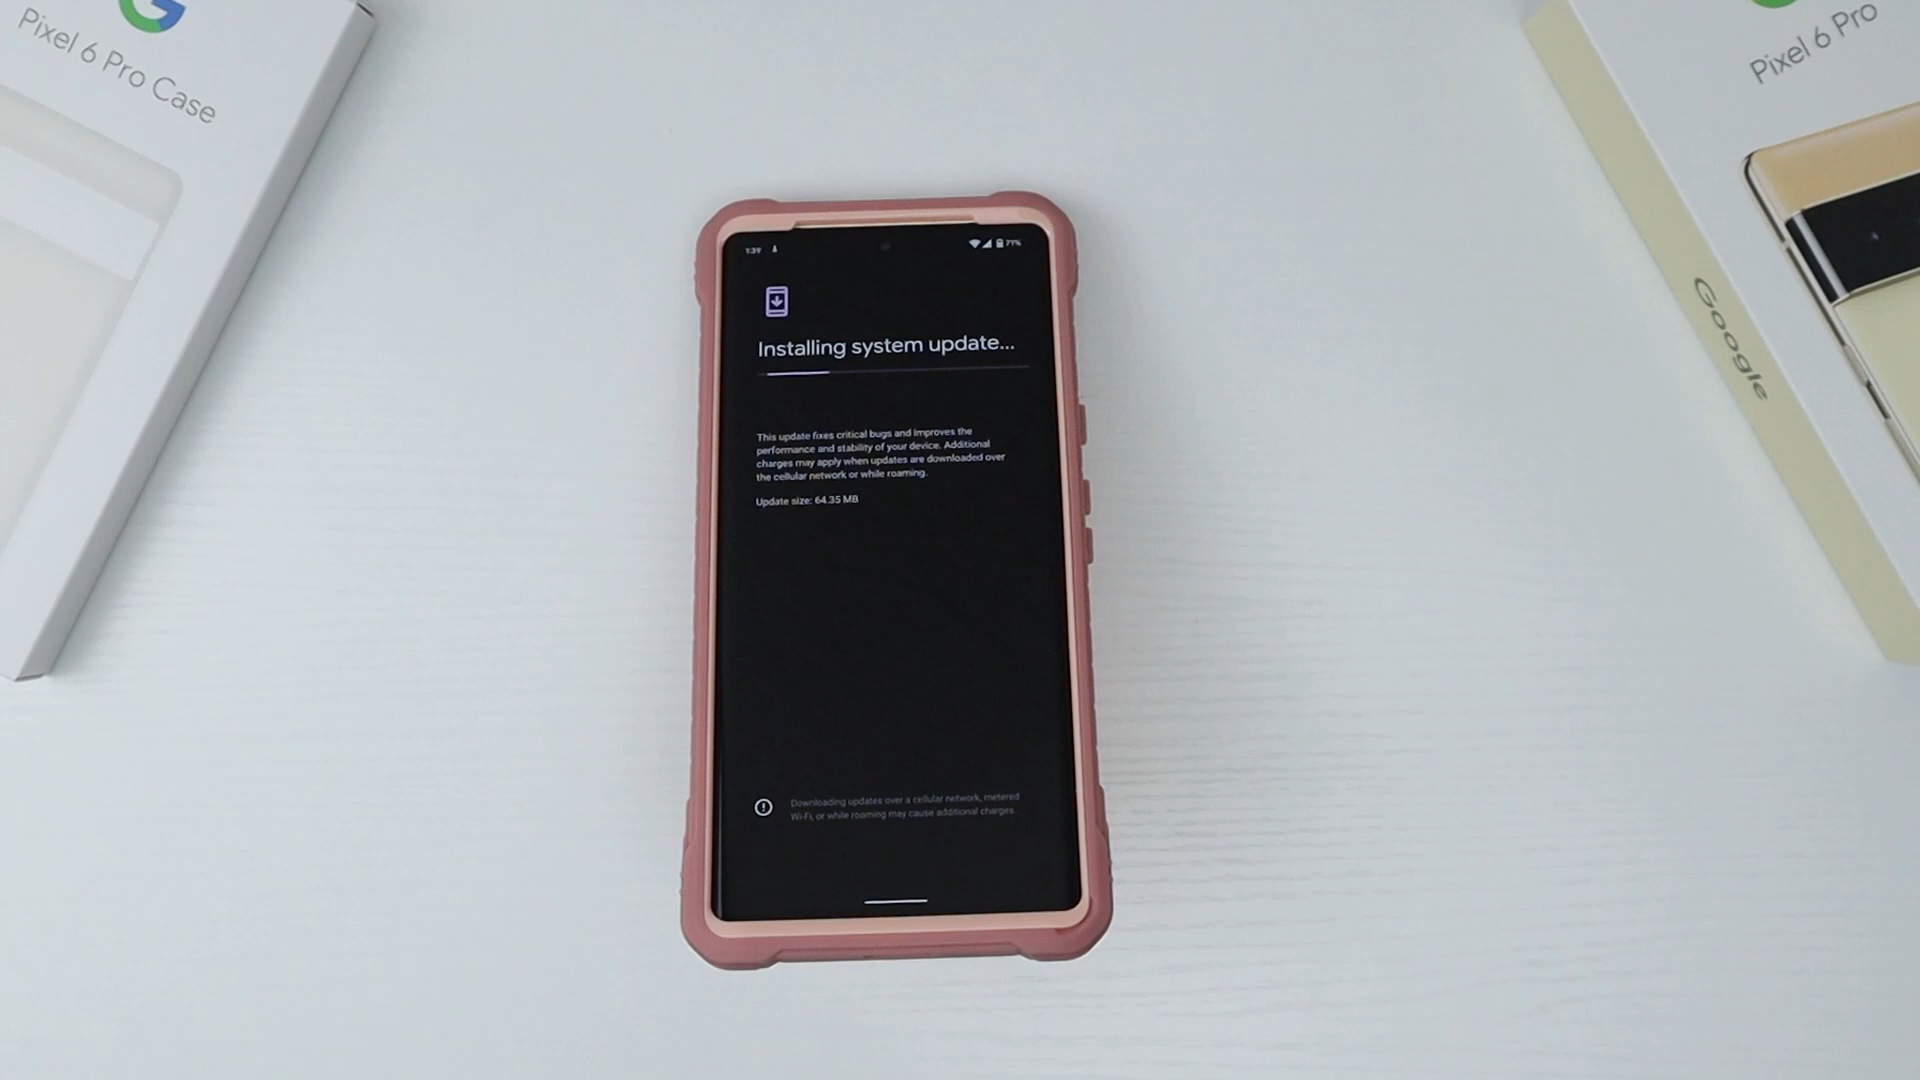 Pixel 6 Pro Case
Pixel 6 Pro
Google
1:39
71%
Installing system update...
This update fixes critical bugs and improves the
performance and stability of your device. Additional
charges may apply when updates are downloaded over
the cellular network or while roaming.
Update size: 64.35 MB
Downloading updates over a cellular network, metered
Wi-Fi, or while roaming may cause additional charges.